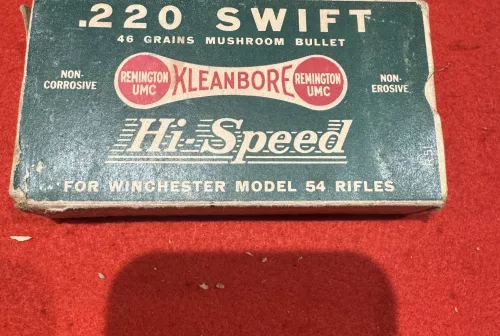 .220 SWIFT
46 GRAINS MUSHROOM BULLET
NON-
CORROSIVE
REMINGTON
UMC
KLEANBORE
REMINGTON
UMC
NON-
EROSIVE
Hi-Speed
FOR WINCHESTER MODEL 54 RIFLES